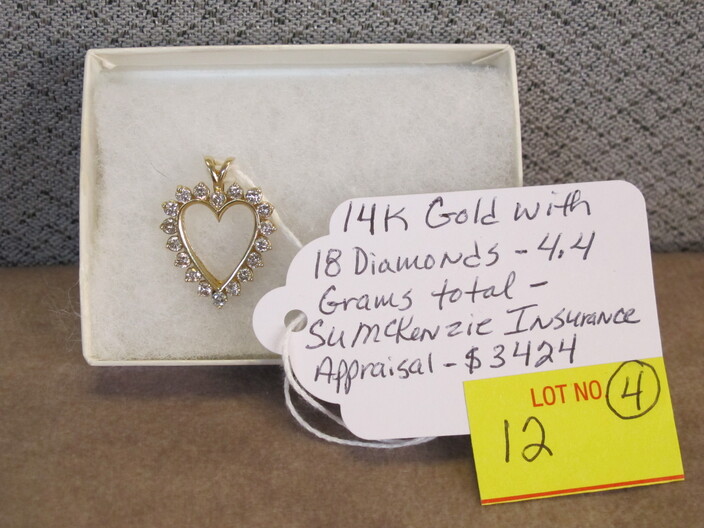 14K Gold with
18 Diamonds - 4.4
Grams total -
SuMcKenzie Insurance
Appraisal - $3424
LOT NO 4
12